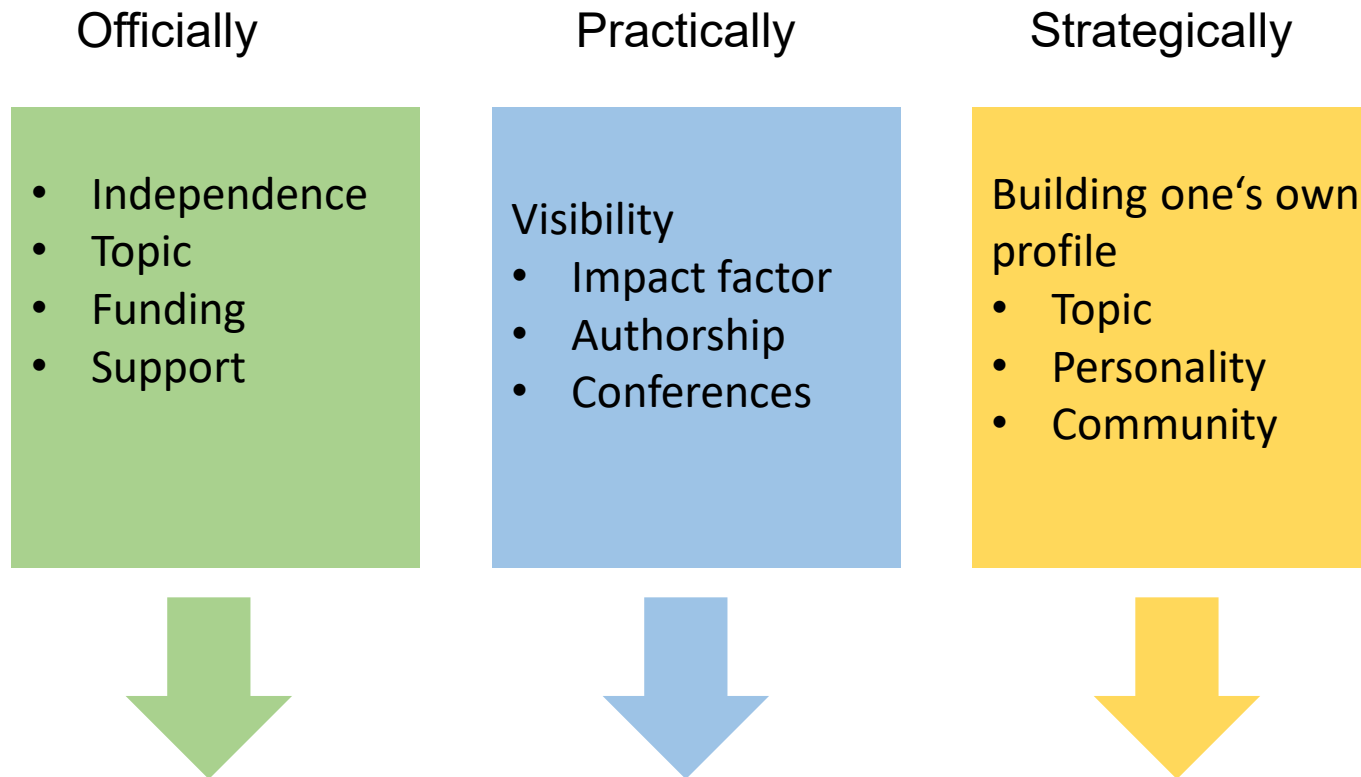 Officially
Practically
Strategically
• Independence
• Topic
• Funding
• Support
Visibility
• Impact factor
• Authorship
• Conferences
Building one‘s own
profile
• Topic
• Personality
• Community